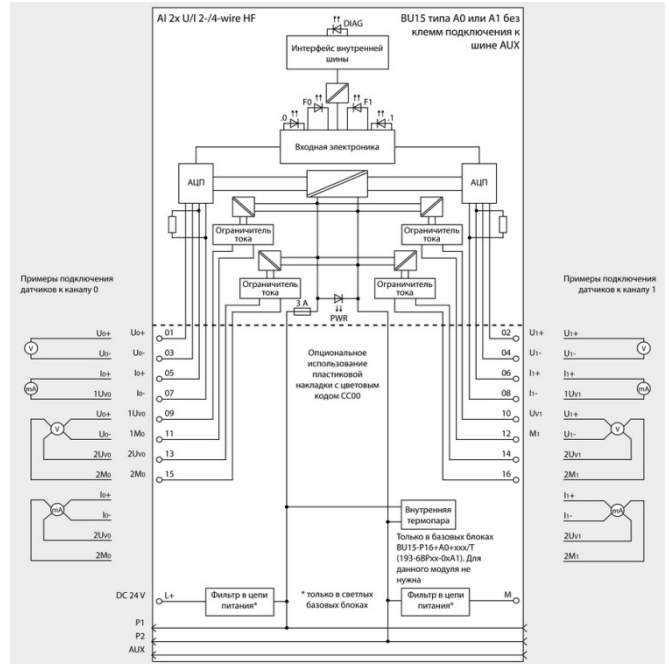 AI 2x U/I 2-/4-wire HF
BU15 типа A0 или A1 без
клемм подключения к
шине AUX
DIAG
Интерфейс внутренней
шины
F0
F1
.0
.1
Входная электроника
АЦП
АЦП
Ограничитель
тока
Ограничитель
тока
Ограничитель
тока
Ограничитель
тока
3 A
PWR
Примеры подключения
датчиков к каналу 0
Примеры подключения
датчиков к каналу 1
U0+
U0+
01
02
U1+
U1+
V
V
U0-
U0-
03
04
U1-
U1-
I0+
I0+
05
06
I1+
I1+
mA
mA
1UV0
I0-
07
08
I1-
1UV1
U0+
1UV0
09
10
UV1
U1+
V
V
U0-
1M0
11
12
M1
U1-
2UV0
2UV0
13
14
2UV1
2M0
2M0
15
16
2M1
I0+
I1+
mA
mA
I0-
I1-
2UV0
2UV1
2M0
2M1
Опциональное
использование
пластиковой
накладки с цветовым
кодом CC00
Внутренняя
термопара
Только в базовых блоках
BU15-P16+A0+xxx/T
(193-6BPxx-0xA1). Для
данного модуля не
нужна
DC 24 V
L+
Фильтр в цепи
питания*
* только в светлых
базовых блоках
Фильтр в цепи
питания*
M
P1
P2
AUX